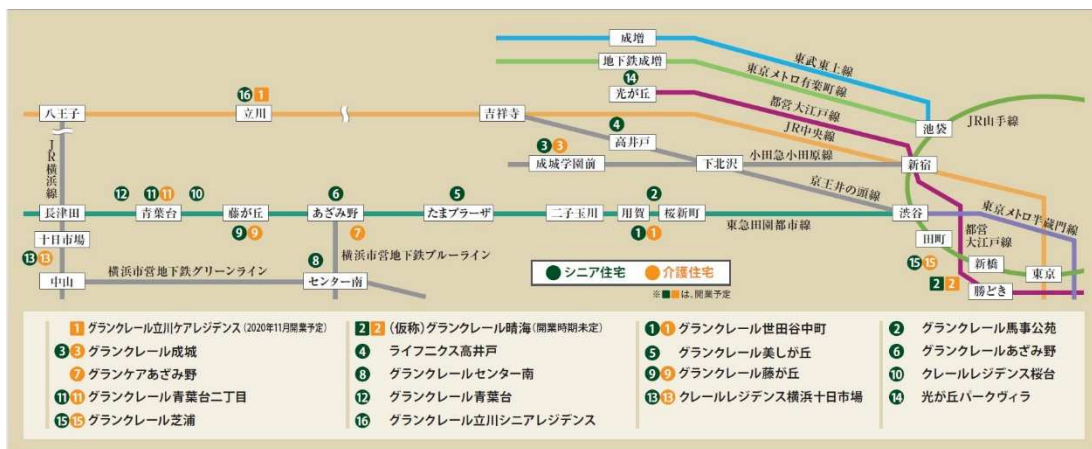 成増
東武東上線
地下鉄成増
東京メトロ有楽町線
14
光が丘
都営大江戸線
池袋
JR山手線
16 1
八王子
立川
吉祥寺
JR中央線
4
高井戸
3 3
成城学園前
下北沢
小田急小田原線
新宿
JR横浜線
京王井の頭線
12 11 11 10 6 5 2
長津田
青葉台
藤が丘
あざみ野
たまプラーザ
二子玉川
用賀
桜新町
東急田園都市線
渋谷
東京メトロ半蔵門線
9 9
7
1 1
十日市場
田町
都営大江戸線
13 13
横浜市営地下鉄グリーンライン
横浜市営地下鉄ブルーライン
8
15 15
新橋
東京
中山
センター南
シニア住宅 介護住宅
2 2
勝どき
※は、開業予定
1 グランクレール立川ケアレジデンス(2020年11月開業予定)
3 3 グランクレール成城
7 グランケアあざみ野
11 11 グランクレール青葉台二丁目
15 15 グランクレール芝浦
2 2 (仮称)グランクレール晴海(開業時期未定)
4 ライフニクス高井戸
8 グランクレールセンター南
12 グランクレール青葉台
16 グランクレール立川シニアレジデンス
1 1 グランクレール世田谷中町
5 グランクレール美しが丘
9 9 グランクレール藤が丘
13 13 クレールレジデンス横浜十日市場
2 グランクレール馬事公苑
6 グランクレールあざみ野
10 クレールレジデンス桜台
14 光が丘パークヴィラ